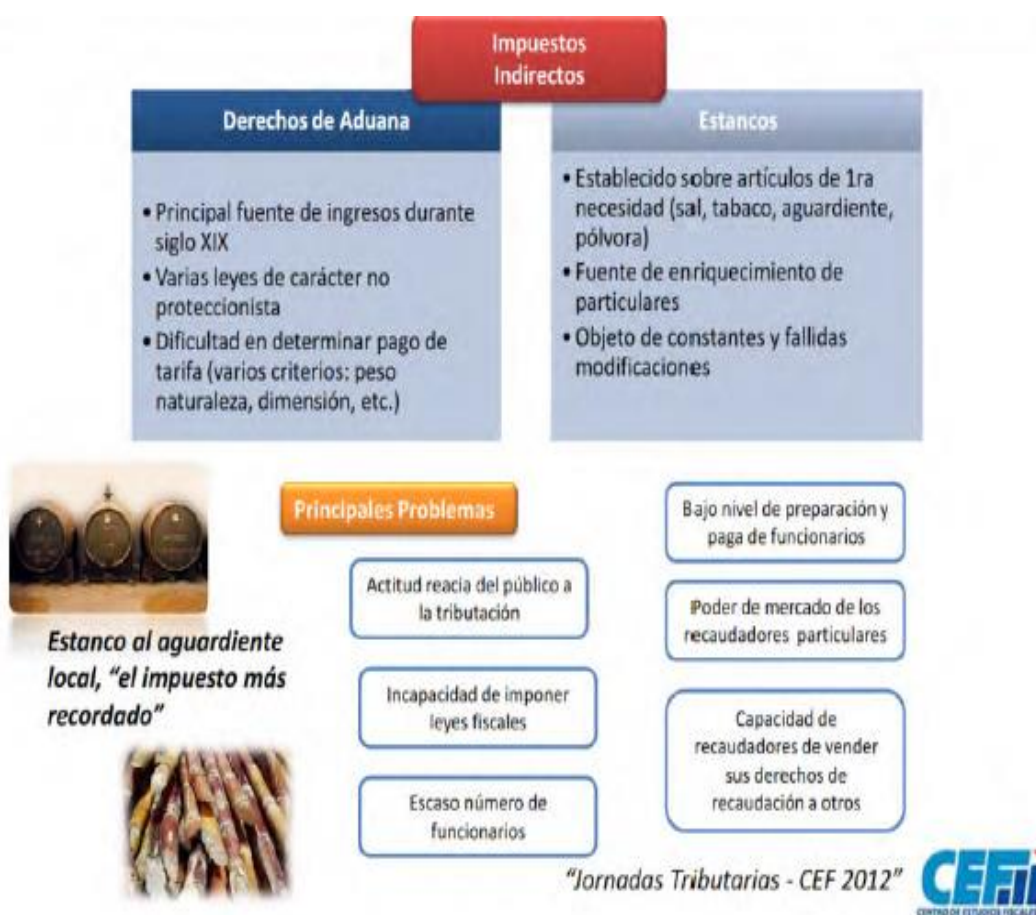 Impuestos
Indirectos
Derechos de Aduana
• Principal fuente de ingresos durante
siglo XIX
• Varias leyes de carácter no
proteccionista
• Dificultad en determinar pago de
tarifa (varios criterios: peso
naturaleza, dimensión, etc.)
Estancos
• Establecido sobre artículos de 1ra
necesidad (sal, tabaco, aguardiente,
pólvora)
• Fuente de enriquecimiento de
particulares
• Objeto de constantes y fallidas
modificaciones
Estanco al aguardiente
local, “el impuesto más
recordado”
Principales Problemas
Actitud reacia del público a
la tributación
Incapacidad de imponer
leyes fiscales
Escaso número de
funcionarios
Bajo nivel de preparación y
paga de funcionarios
Poder de mercado de los
recaudadores particulares
Capacidad de
recaudadores de vender
sus derechos de
recaudación a otros
“Jornadas Tributarias - CEF 2012”
CEF
CENTRO DE ESTUDIOS FISCALES